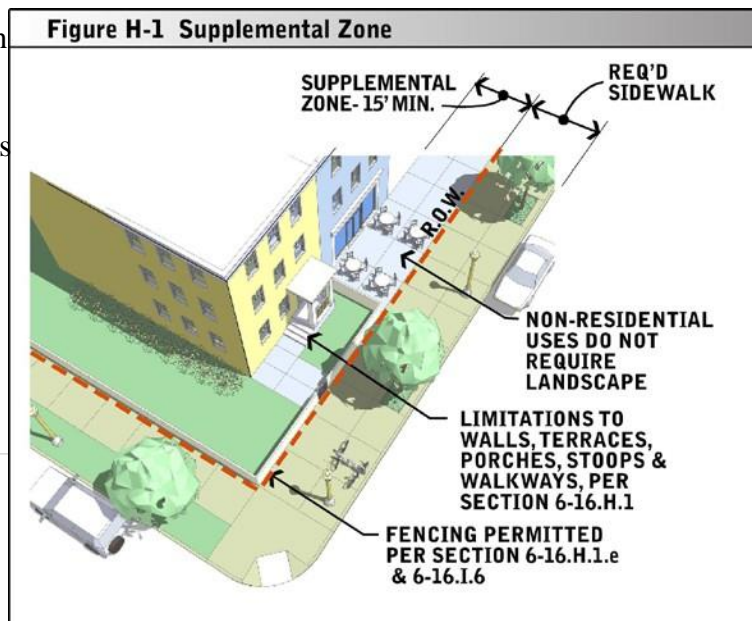 Figure H-1 Supplemental Zone
SUPPLEMENTAL
ZONE- 15' MIN.
REQ'D
SIDEWALK
R.O.W.
NON-RESIDENTIAL
USES DO NOT
REQUIRE
LANDSCAPE
LIMITATIONS TO
WALLS, TERRACES,
PORCHES, STOOPS &
WALKWAYS, PER
SECTION 6-16.H.1
FENCING PERMITTED
PER SECTION 6-16.H.1.e
& 6-16.I.6